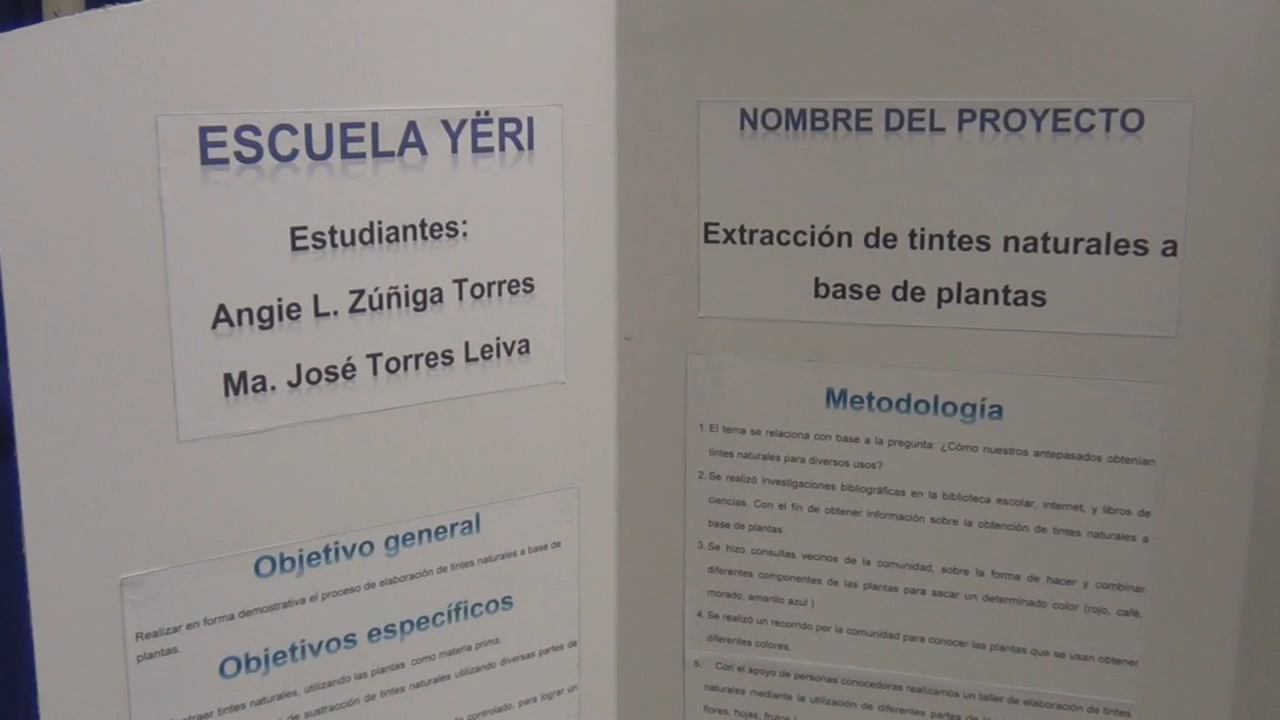 ESCUELA YËRI
Estudiantes:
Angie L. Zúñiga Torres
Ma. José Torres Leiva
Objetivo general
Realizar en forma demostrativa el proceso de elaboración de tintes naturales a base de
plantas.
Objetivos específicos
traer tintes naturales, utilizando las plantas como materia prima.
de sustracción de tintes naturales utilizando diversas partes de
controlado, para lograr un
NOMBRE DEL PROYECTO
Extracción de tintes naturales a
base de plantas
Metodología
1. El tema se relaciona con base a la pregunta: ¿Cómo nuestros antepasados obtenían
tintes naturales para diversos usos?
2. Se realizó investigaciones bibliográficas en la biblioteca escolar, internet, y libros de
ciencias. Con el fin de obtener información sobre la obtención de tintes naturales a
base de plantas.
3. Se hizo consultas vecinos de la comunidad, sobre la forma de hacer y combinar
diferentes componentes de las plantas para sacar un determinado color (rojo, café,
morado, amarillo azul )
4. Se realizó un recorrido por la comunidad para conocer las plantas que se usan obtener
diferentes colores.
5. Con el apoyo de personas conocedoras realizamos un taller de elaboración de tintes
naturales mediante la utilización de diferentes partes de
flores, hojas, frutos